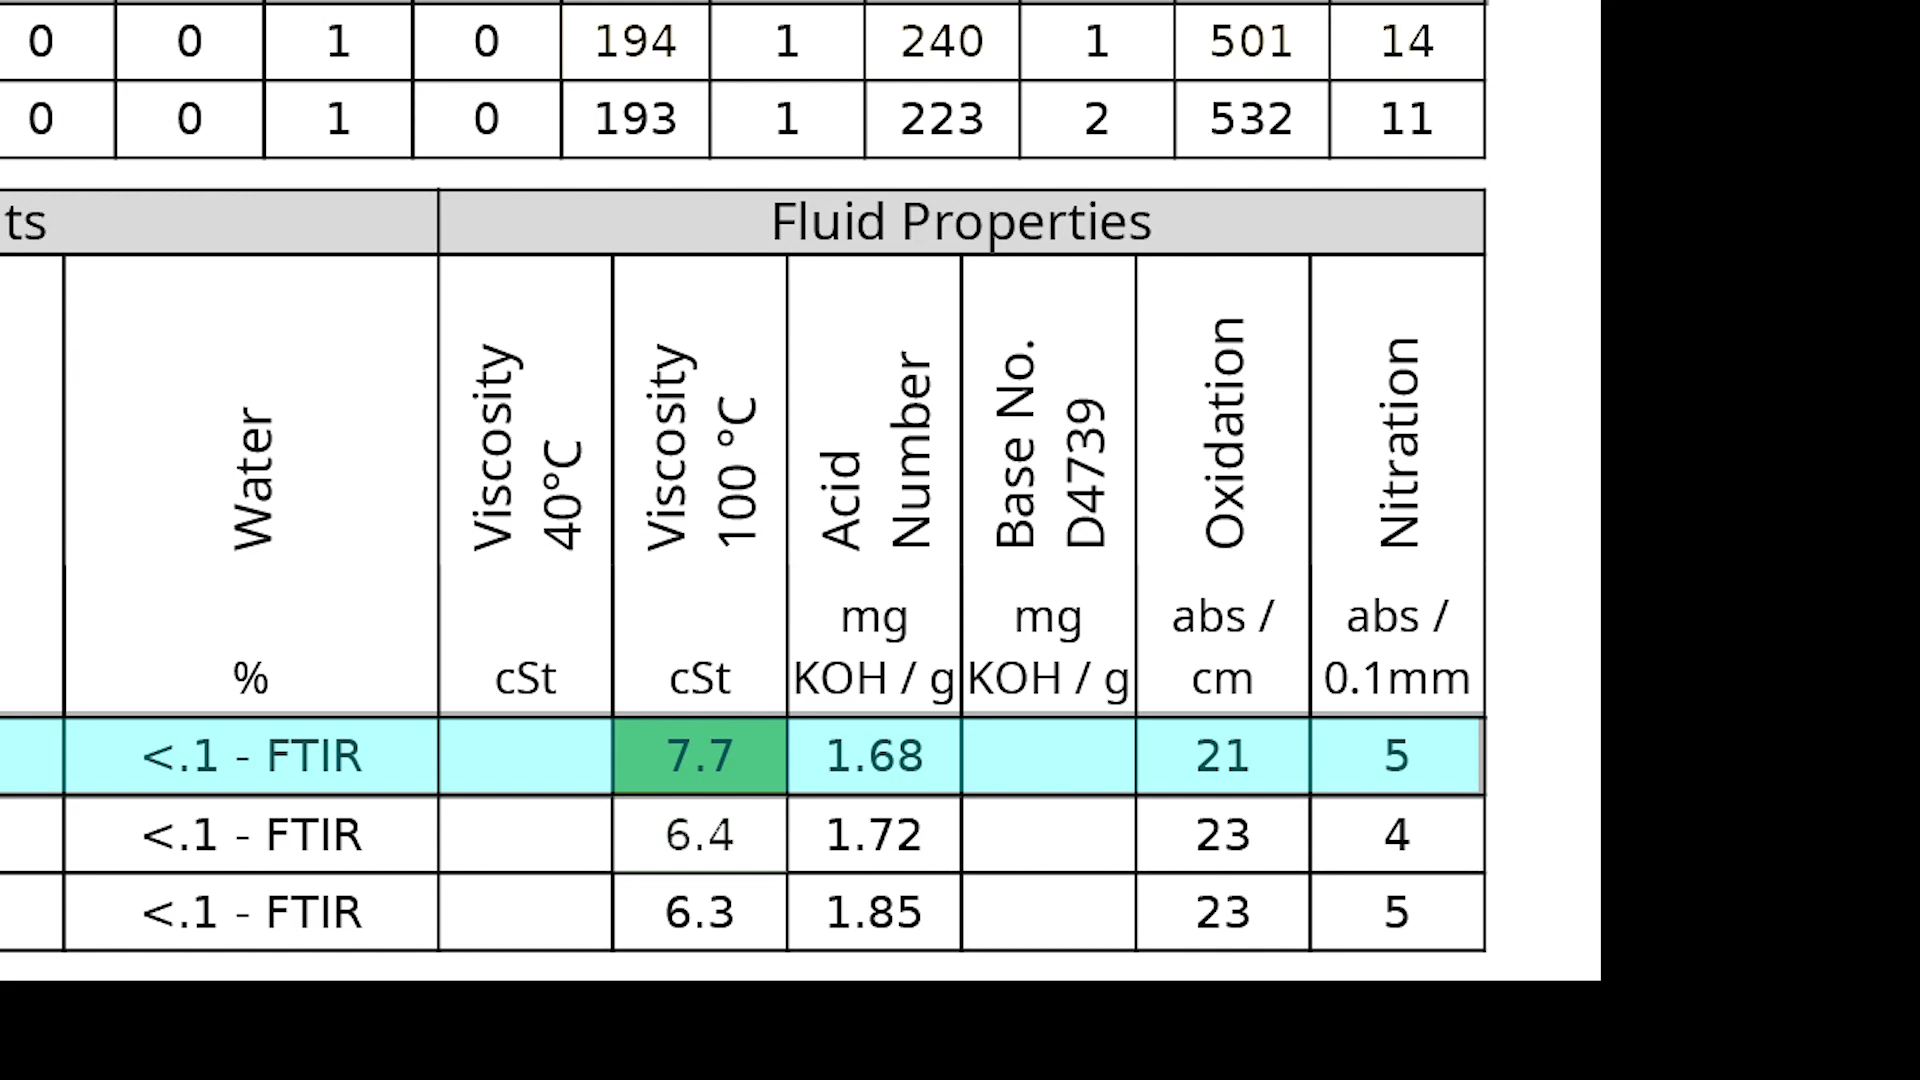 0 0 1 0 194 1 240 1 501 14
0 0 1 0 193 1 223 2 532 11
ts Fluid Properties
Water
Viscosity
40°C
Viscosity
100 °C
Acid
Number
Base No.
D4739
Oxidation
Nitration
mg mg abs / abs /
% cSt cSt KOH / g KOH / g cm 0.1mm
<.1 - FTIR 7.7 1.68 21 5
<.1 - FTIR 6.4 1.72 23 4
<.1 - FTIR 6.3 1.85 23 5